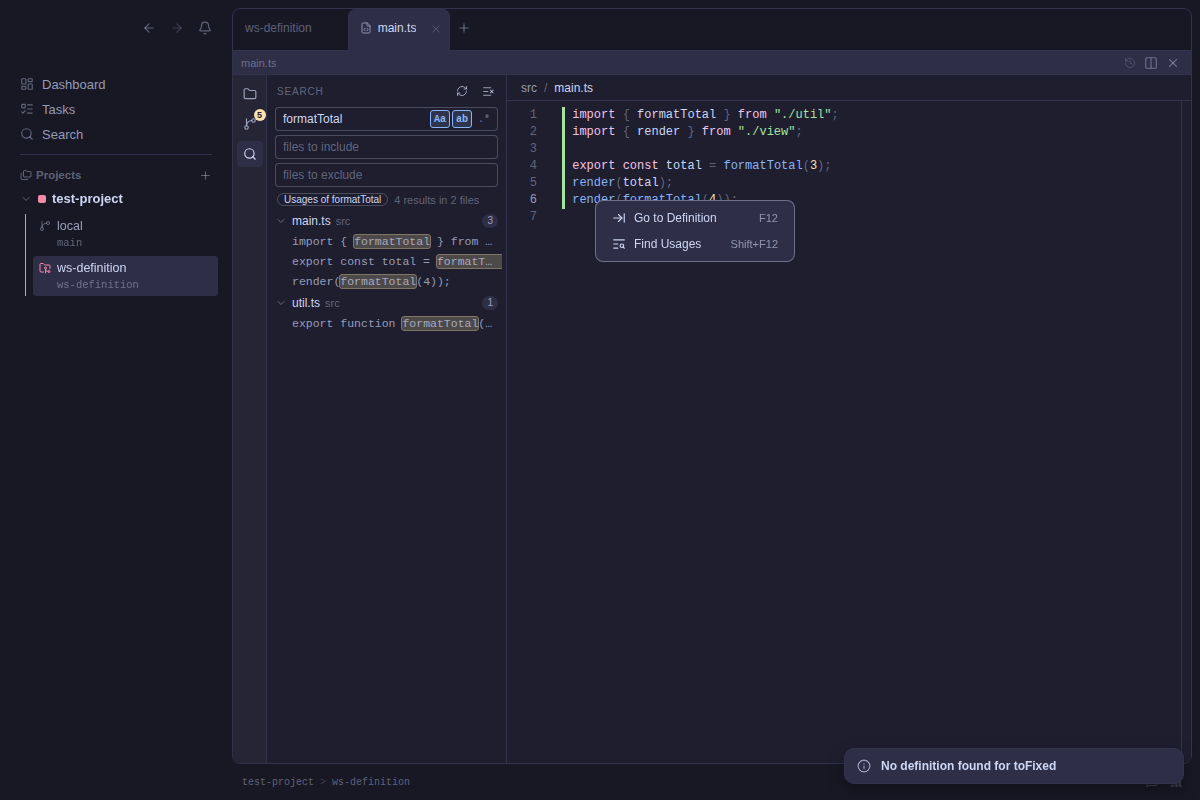 ws-definition
main.ts
main.ts
Dashboard
Tasks
Search
Projects
test-project
local
main
ws-definition
ws-definition
5
SEARCH
formatTotal
Aa
ab
.*
files to include
files to exclude
Usages of formatTotal
4 results in 2 files
main.ts src 3
import { formatTotal } from …
export const total = formatT…
render(formatTotal(4));
util.ts src 1
export function formatTotal(…
src / main.ts
1 import { formatTotal } from "./util";
2 import { render } from "./view";
3
4 export const total = formatTotal(3);
5 render(total);
6 render(formatTotal(4));
7
Go to Definition F12
Find Usages Shift+F12
No definition found for toFixed
test-project > ws-definition